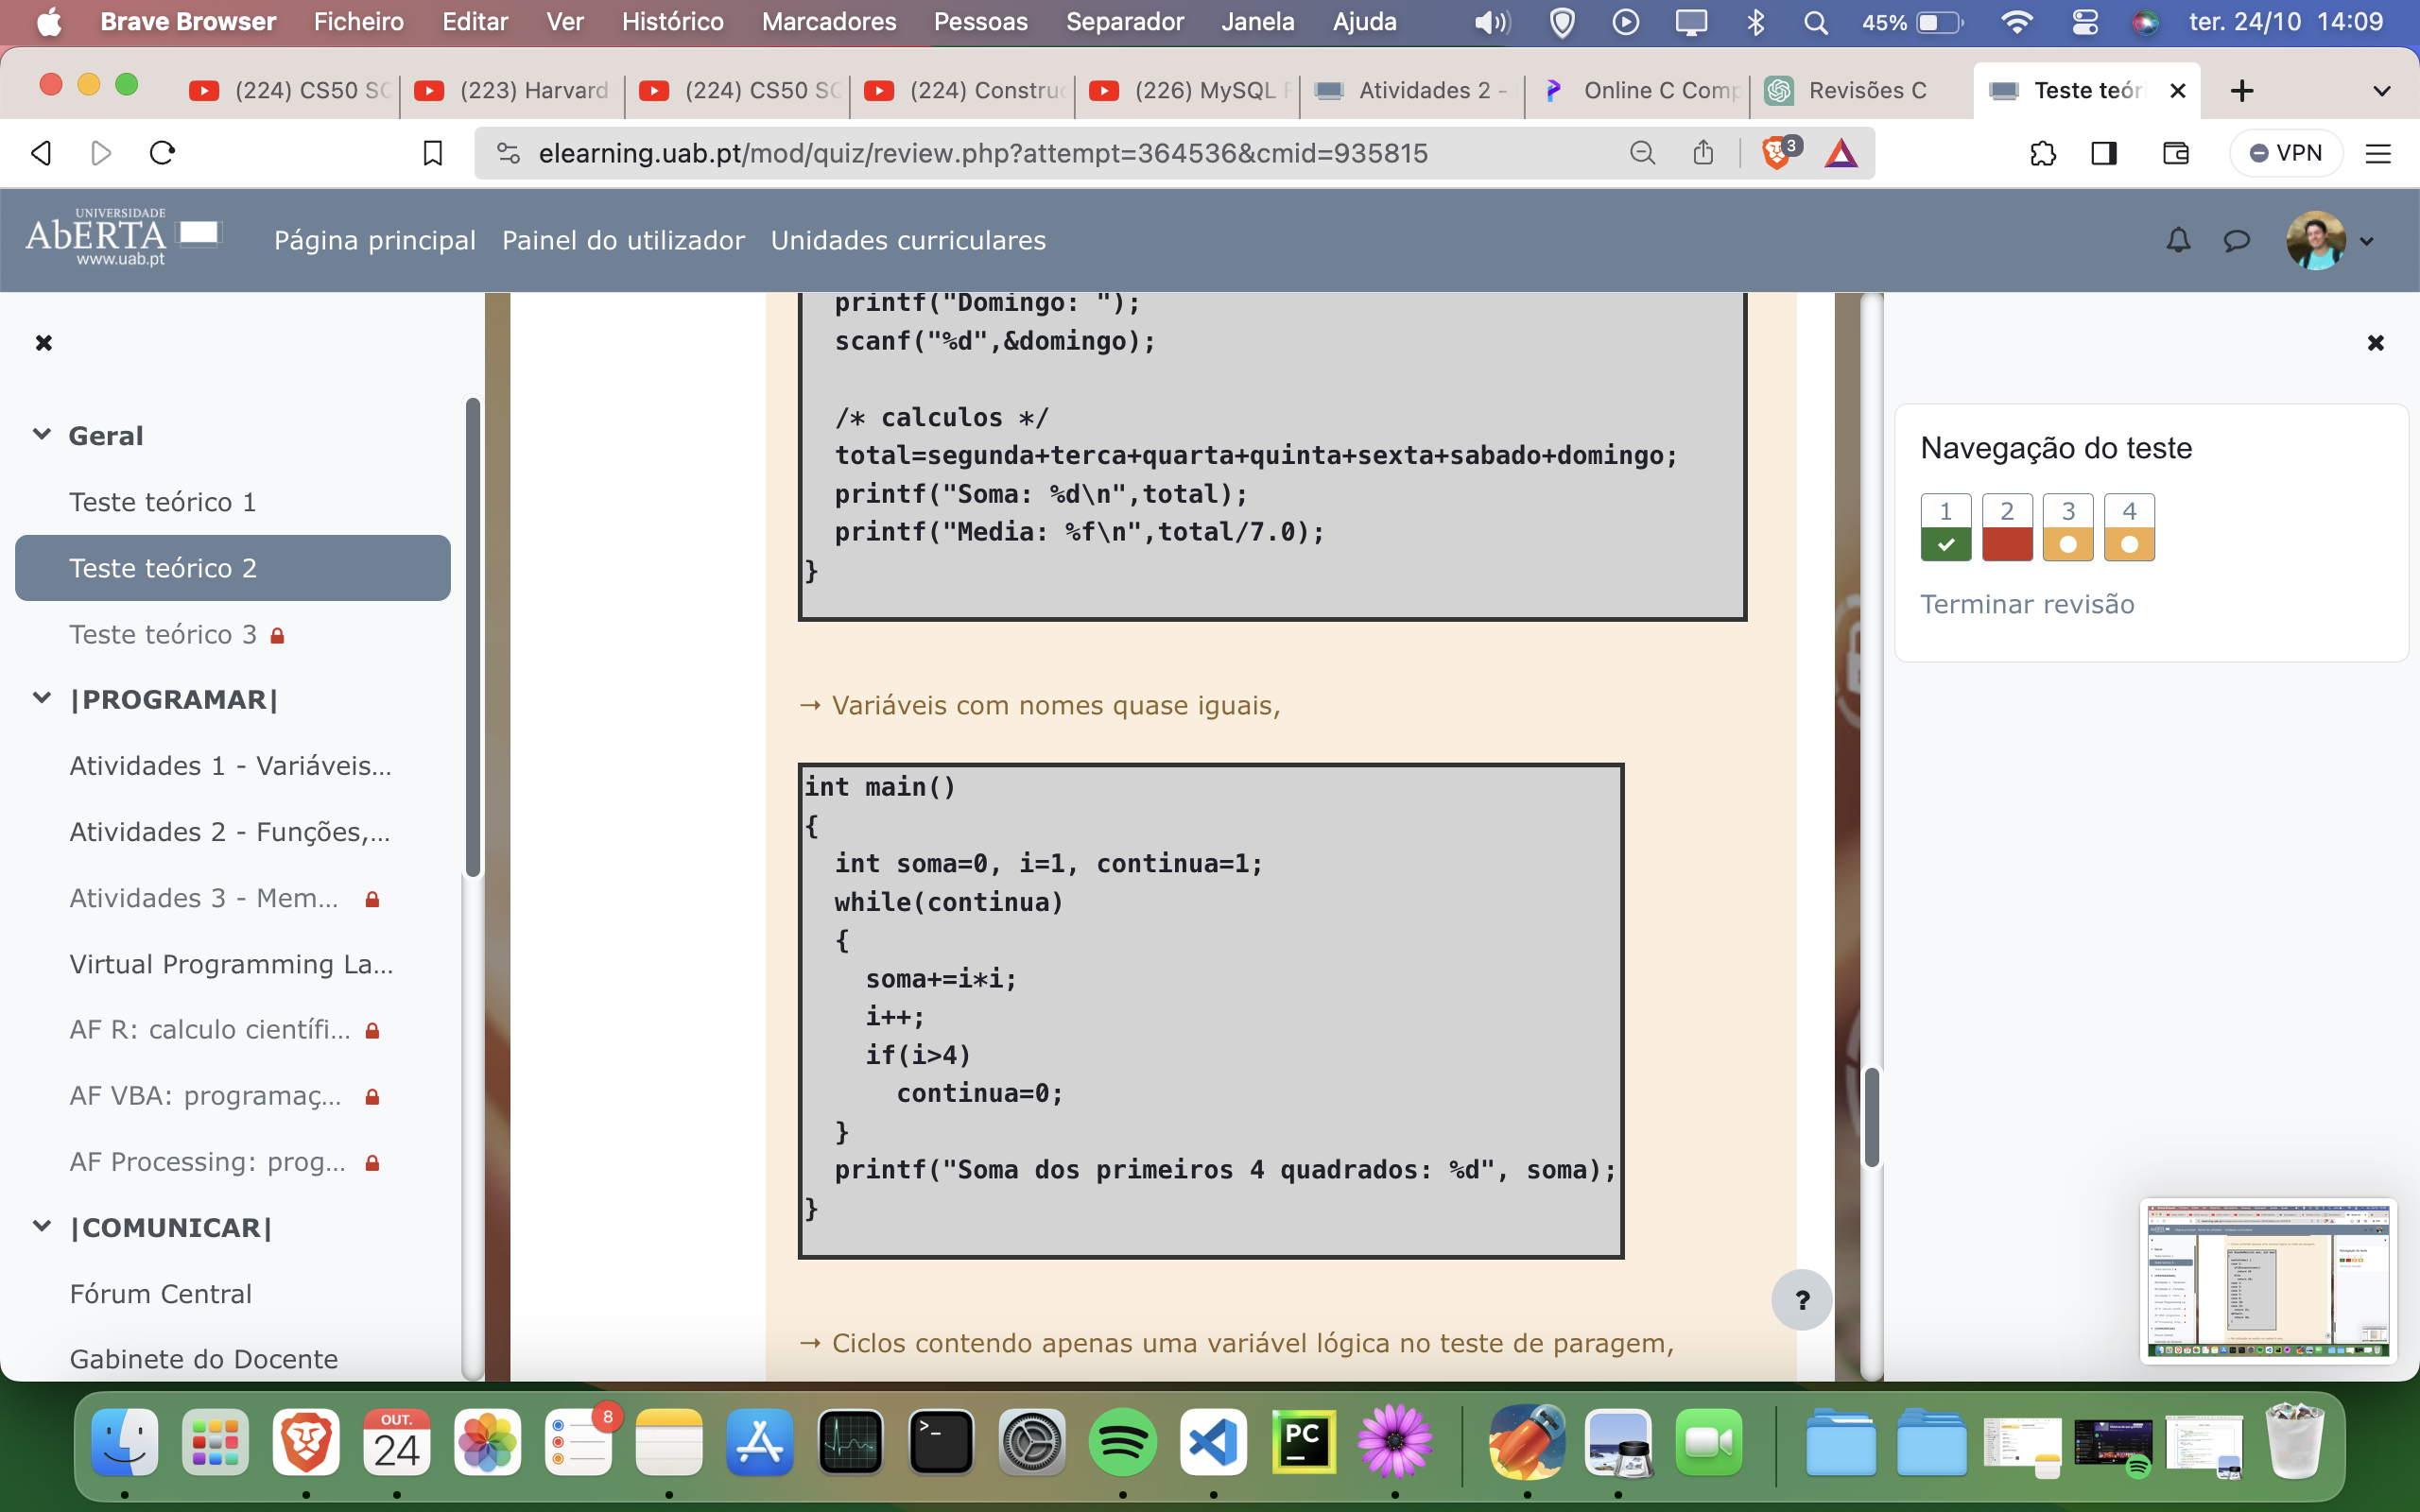 Brave Browser Ficheiro Editar Ver Histórico Marcadores Pessoas Separador Janela Ajuda 45% ter. 24/10 14:09
(224) CS50 SQ (223) Harvard (224) CS50 SQ (224) Construc (226) MySQL Atividades 2 - Online C Comp Revisões C Teste teóri
elearning.uab.pt/mod/quiz/review.php?attempt=364536&cmid=935815 3 VPN
UNIVERSIDADE
AbERTA
www.uab.pt
Página principal Painel do utilizador Unidades curriculares
Geral
Teste teórico 1
Teste teórico 2
Teste teórico 3
|PROGRAMAR|
Atividades 1 - Variáveis...
Atividades 2 - Funções,...
Atividades 3 - Mem...
Virtual Programming La...
AF R: calculo científi...
AF VBA: programaç...
AF Processing: prog...
|COMUNICAR|
Fórum Central
Gabinete do Docente
printf("Domingo: ");
scanf("%d",&domingo);
/* calculos */
total=segunda+terca+quarta+quinta+sexta+sabado+domingo;
printf("Soma: %d\n",total);
printf("Media: %f\n",total/7.0);
}
→ Variáveis com nomes quase iguais,
int main()
{
int soma=0, i=1, continua=1;
while(continua)
{
soma+=i*i;
i++;
if(i>4)
continua=0;
}
printf("Soma dos primeiros 4 quadrados: %d", soma);
}
→ Ciclos contendo apenas uma variável lógica no teste de paragem,
?
Navegação do teste
1 2 3 4
Terminar revisão
OUT.
24
8
>_
PC